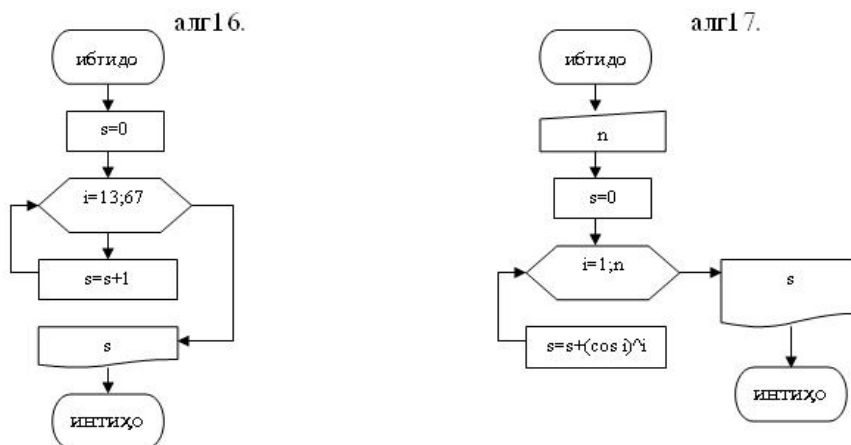 алг16.
ибтидо
s=0
i=13;67
s=s+1
s
интиҳо
алг17.
ибтидо
n
s=0
i=1;n
s=s+(cos i)^i
s
интиҳо